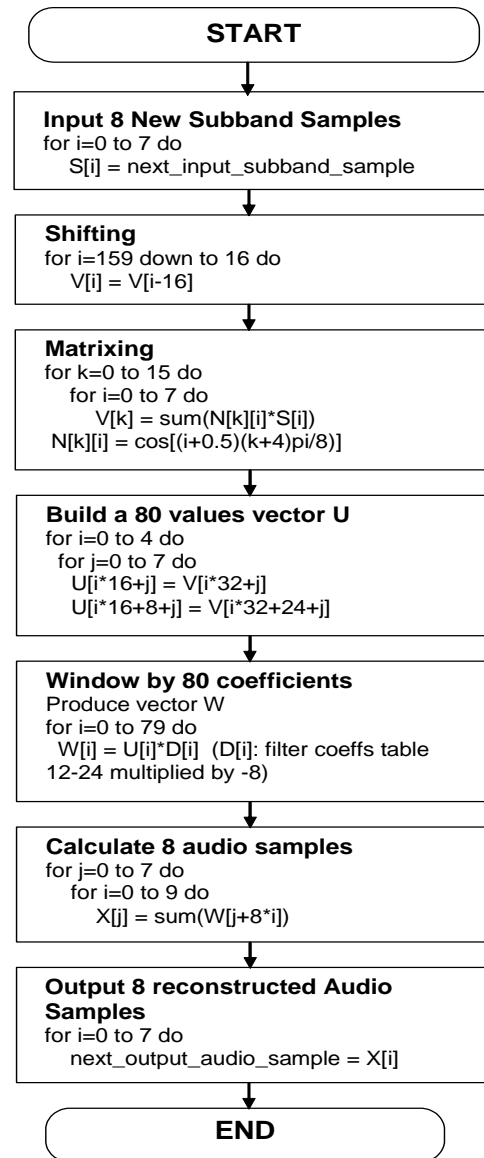 START
Input 8 New Subband Samples
for i=0 to 7 do
S[i] = next_input_subband_sample
Shifting
for i=159 down to 16 do
V[i] = V[i-16]
Matrixing
for k=0 to 15 do
for i=0 to 7 do
V[k] = sum(N[k][i]*S[i])
N[k][i] = cos[(i+0.5)(k+4)pi/8)]
Build a 80 values vector U
for i=0 to 4 do
for j=0 to 7 do
U[i*16+j] = V[i*32+j]
U[i*16+8+j] = V[i*32+24+j]
Window by 80 coefficients
Produce vector W
for i=0 to 79 do
W[i] = U[i]*D[i] (D[i]: filter coeffs table
12-24 multiplied by -8)
Calculate 8 audio samples
for j=0 to 7 do
for i=0 to 9 do
X[j] = sum(W[j+8*i])
Output 8 reconstructed Audio
Samples
for i=0 to 7 do
next_output_audio_sample = X[i]
END